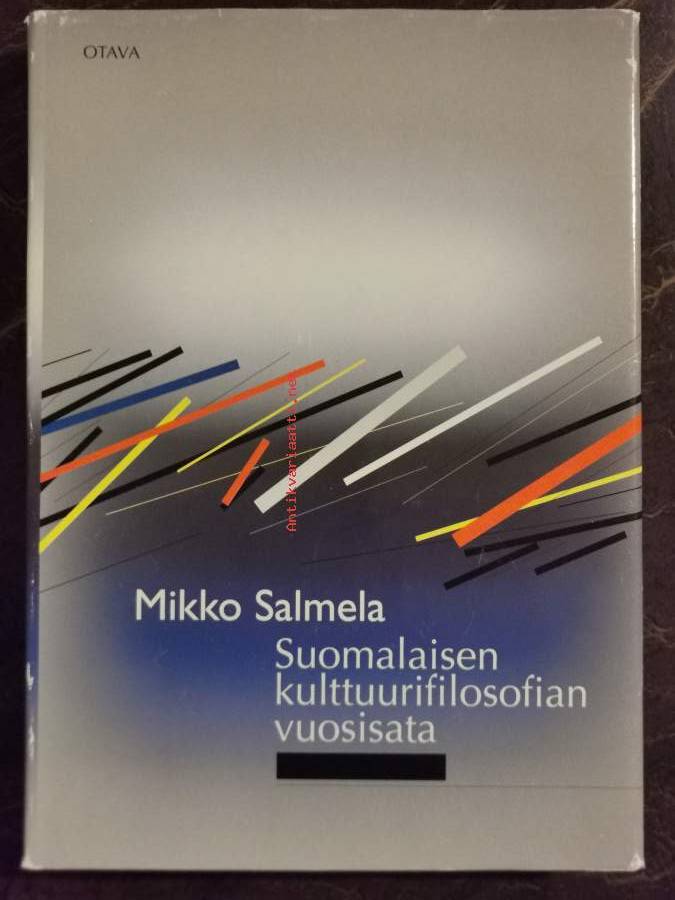 OTAVA
Antikvariaatti.net
Mikko Salmela
Suomalaisen
kulttuurifilosofian
vuosisata